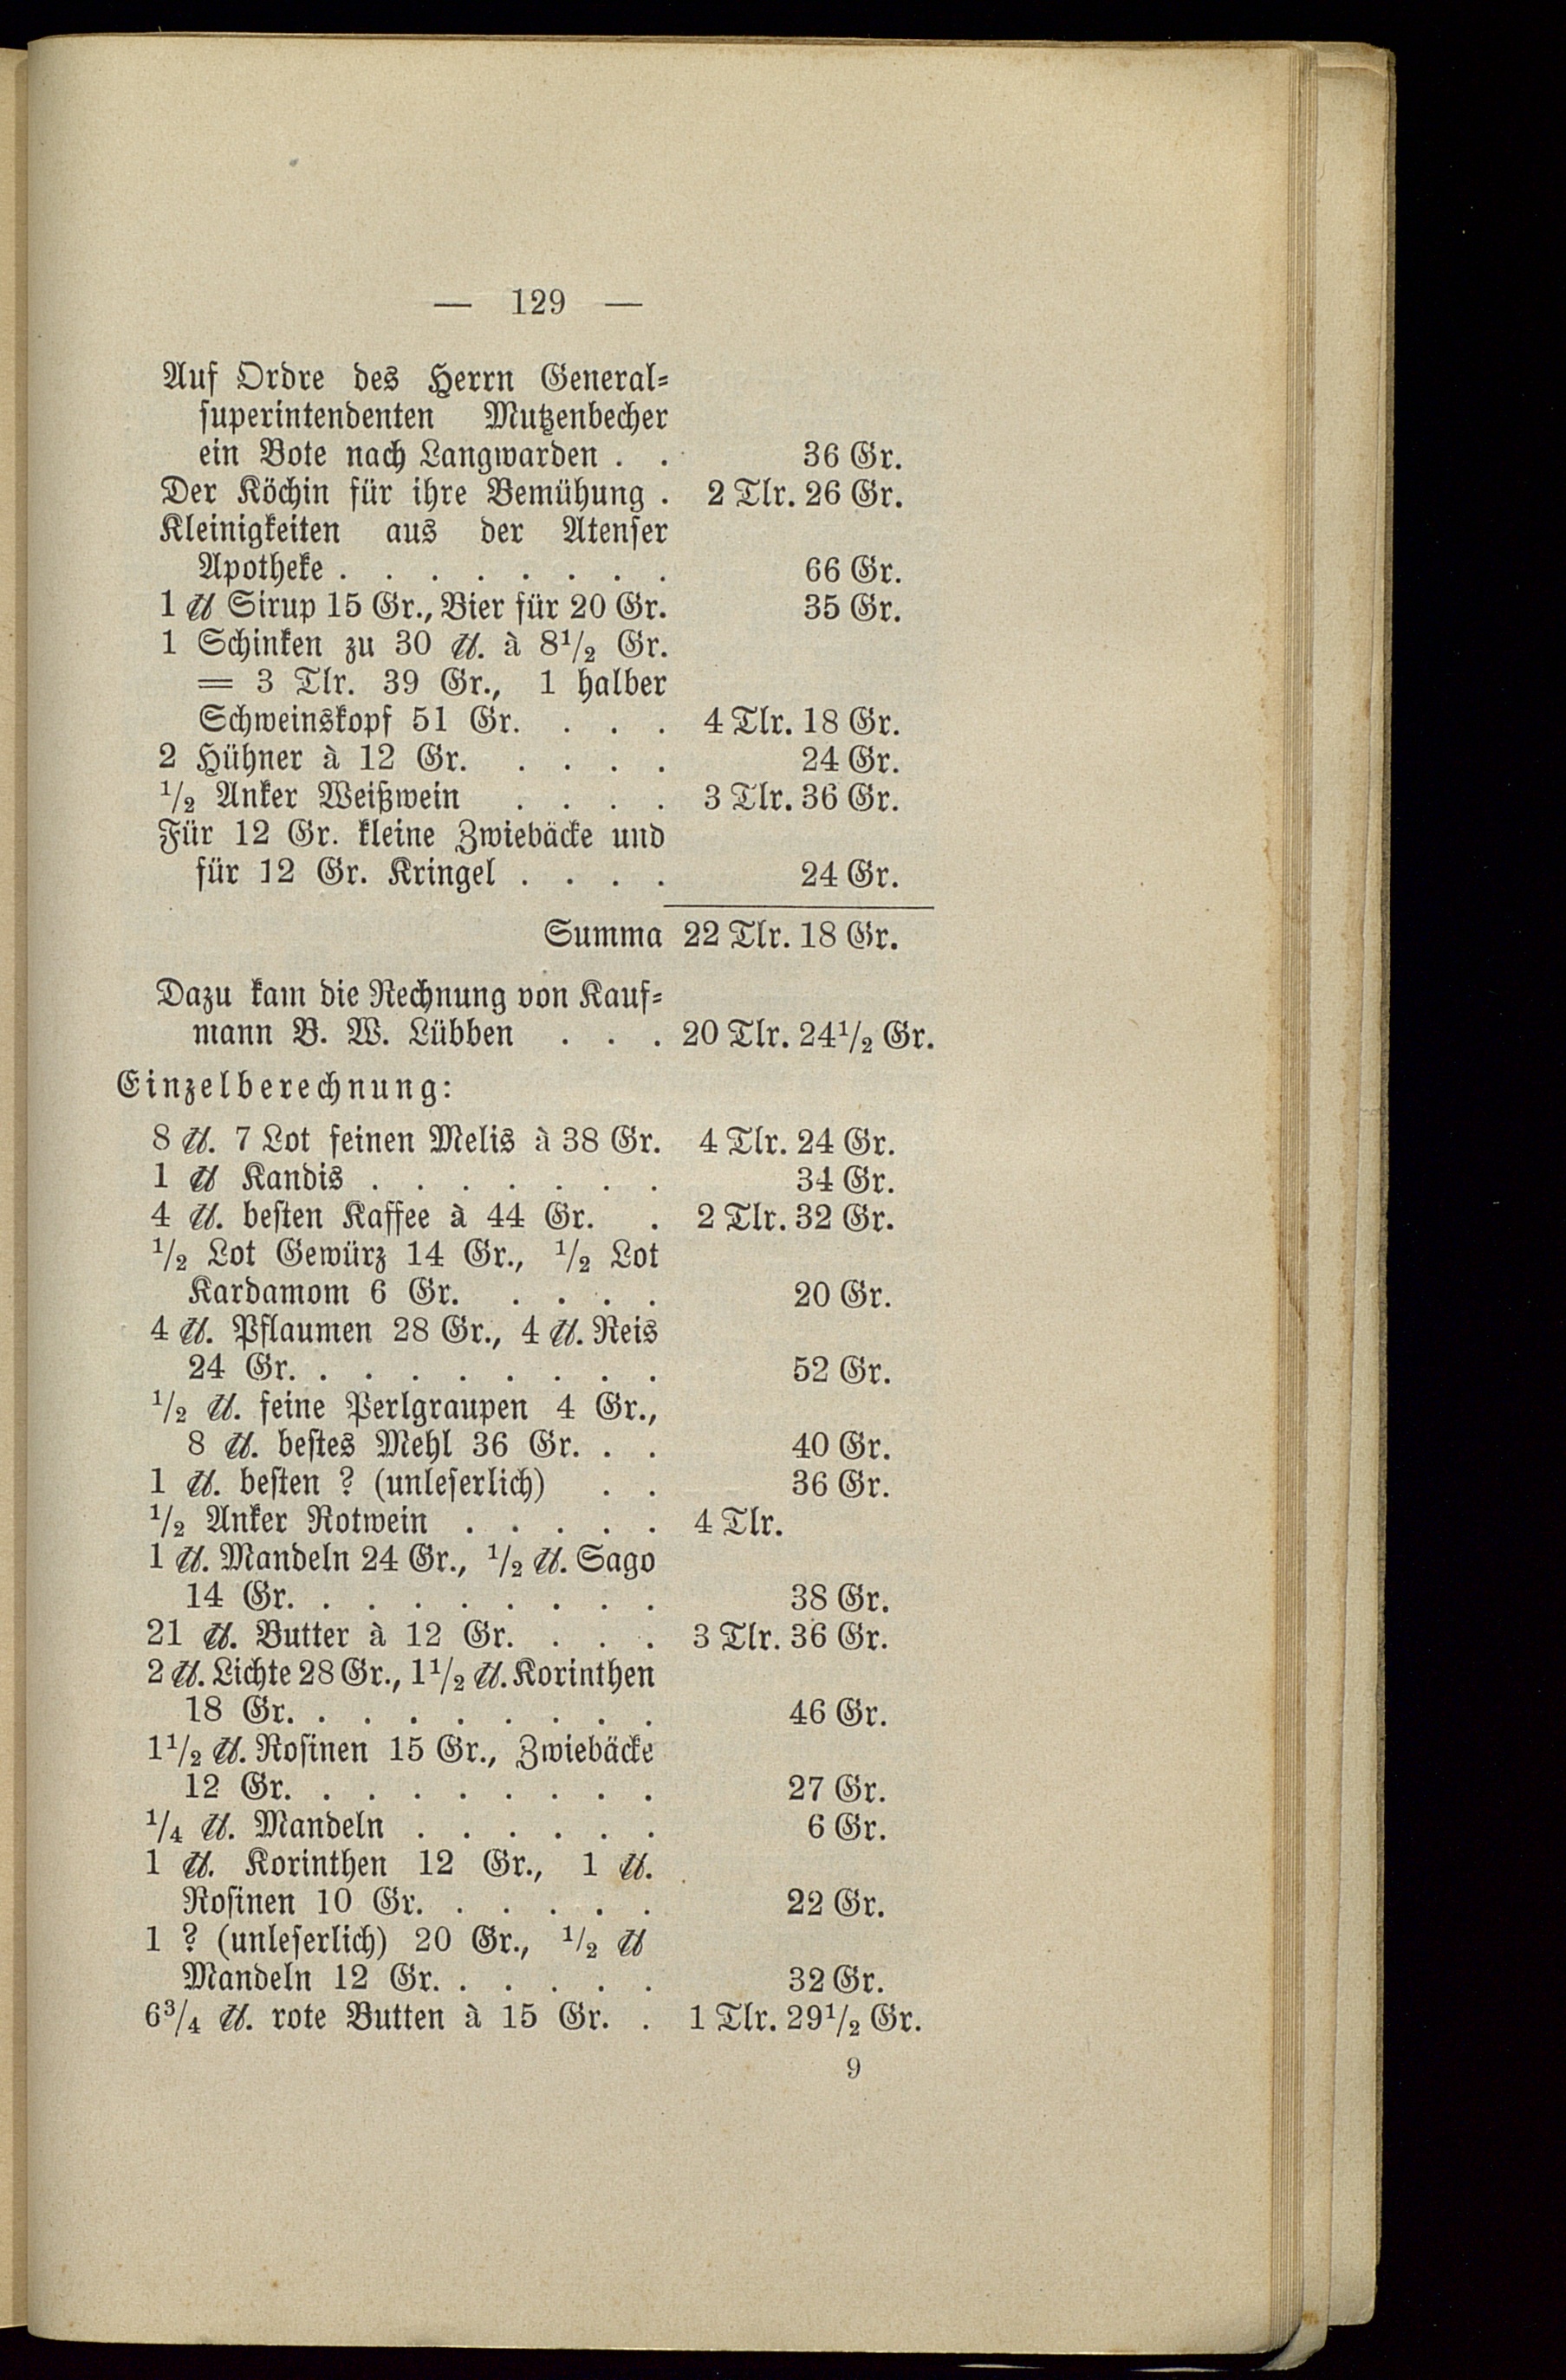 — 129 —
Auf Ordre des Herrn General-
superintendenten Mutzenbecher
ein Bote nach Langwarden . . 36 Gr.
Der Köchin für ihre Bemühung . 2 Tlr. 26 Gr.
Kleinigkeiten aus der Atenser
Apotheke . . . . . . . . 66 Gr.
1 ℔ Sirup 15 Gr., Bier für 20 Gr. 35 Gr.
1 Schinken zu 30 ℔. à 8½ Gr.
= 3 Tlr. 39 Gr., 1 halber
Schweinskopf 51 Gr. . . . 4 Tlr. 18 Gr.
2 Hühner à 12 Gr. . . . . 24 Gr.
½ Anker Weißwein . . . . 3 Tlr. 36 Gr.
Für 12 Gr. kleine Zwiebäcke und
für 12 Gr. Kringel . . . . 24 Gr.
Summa 22 Tlr. 18 Gr.
Dazu kam die Rechnung von Kauf-
mann B. W. Lübben . . . 20 Tlr. 24½ Gr.
Einzelberechnung:
8 ℔. 7 Lot feinen Melis à 38 Gr. 4 Tlr. 24 Gr.
1 ℔ Kandis . . . . . . . 34 Gr.
4 ℔. besten Kaffee à 44 Gr. . 2 Tlr. 32 Gr.
½ Lot Gewürz 14 Gr., ½ Lot
Kardamom 6 Gr. . . . . 20 Gr.
4 ℔. Pflaumen 28 Gr., 4 ℔. Reis
24 Gr. . . . . . . . . 52 Gr.
½ ℔. feine Perlgraupen 4 Gr.,
8 ℔. bestes Mehl 36 Gr. . . 40 Gr.
1 ℔. besten ? (unleserlich) . . 36 Gr.
½ Anker Rotwein . . . . . 4 Tlr.
1 ℔. Mandeln 24 Gr., ½ ℔. Sago
14 Gr. . . . . . . . . 38 Gr.
21 ℔. Butter à 12 Gr. . . . 3 Tlr. 36 Gr.
2 ℔. Lichte 28 Gr., 1½ ℔. Korinthen
18 Gr. . . . . . . . . 46 Gr.
1½ ℔. Rosinen 15 Gr., Zwiebäcke
12 Gr. . . . . . . . . 27 Gr.
¼ ℔. Mandeln . . . . . . 6 Gr.
1 ℔. Korinthen 12 Gr., 1 ℔.
Rosinen 10 Gr. . . . . . 22 Gr.
1 ? (unleserlich) 20 Gr., ½ ℔
Mandeln 12 Gr. . . . . . 32 Gr.
6¾ ℔. rote Butten à 15 Gr. . 1 Tlr. 29½ Gr.
9